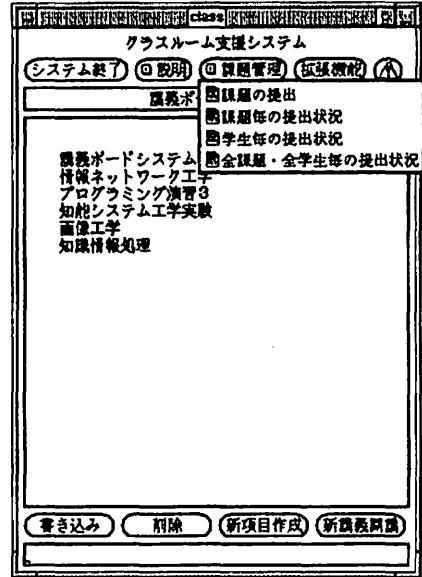 class
クラスルーム支援システム
システム終了 説明 課題管理 拡張機能
講義ボ
課題の提出
課題毎の提出状況
学生毎の提出状況
全課題・全学生毎の提出状況
講義ボードシステム
情報ネットワーク工学
プログラミング演習3
知能システム工学実験
画像工学
知識情報処理
書き込み 削除 新項目作成 新講義開講